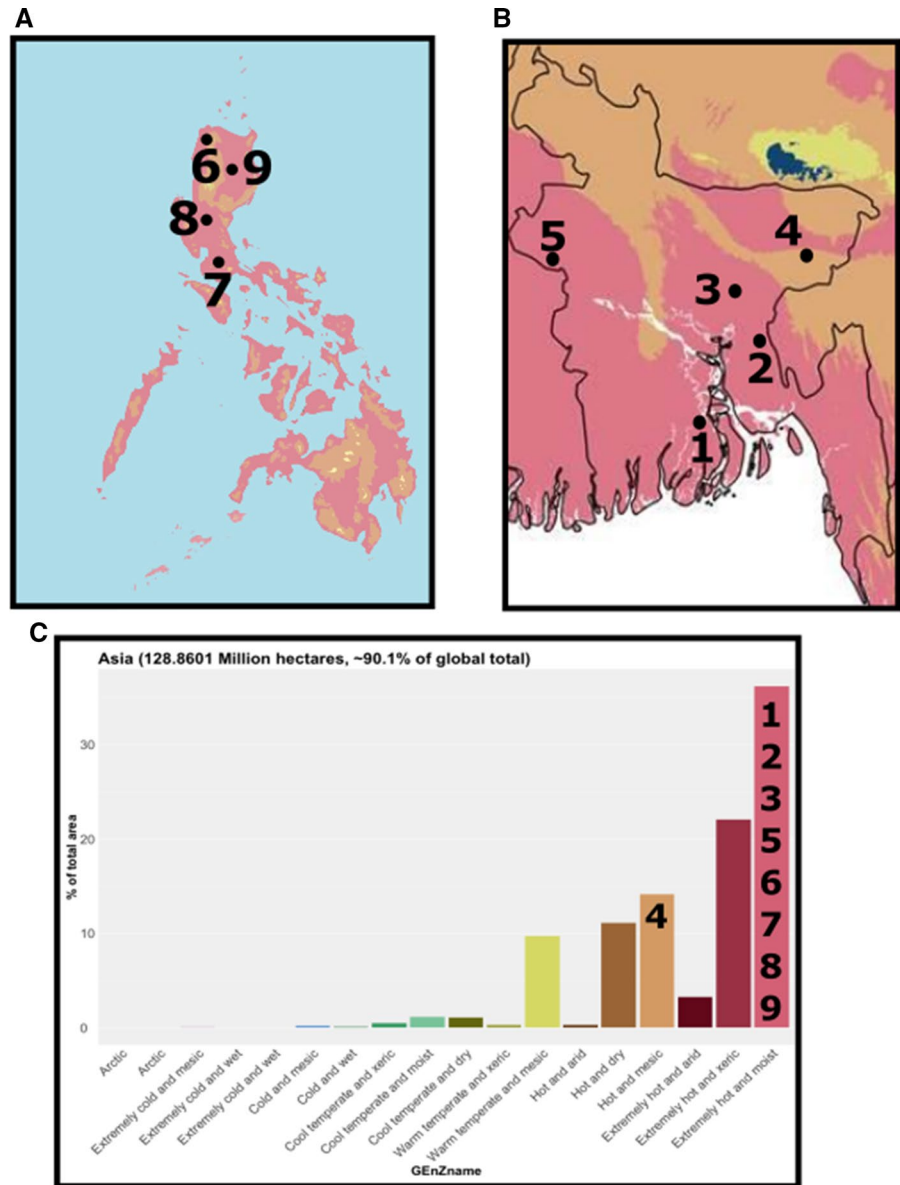 A
B
6
9
8
7
5
4
3
2
1
C
Asia (128.8601 Million hectares, ~90.1% of global total)
% of total area
30
20
10
0
1
2
3
5
6
7
8
9
4
Arctic
Arctic
Extremely cold and mesic
Extremely cold and wet
Extremely cold and wet
Cold and mesic
Cold and wet
Cool temperate and xeric
Cool temperate and moist
Cool temperate and dry
Warm temperate and xeric
Warm temperate and mesic
Hot and arid
Hot and dry
Hot and mesic
Extremely hot and arid
Extremely hot and xeric
Extremely hot and moist
GEnZname